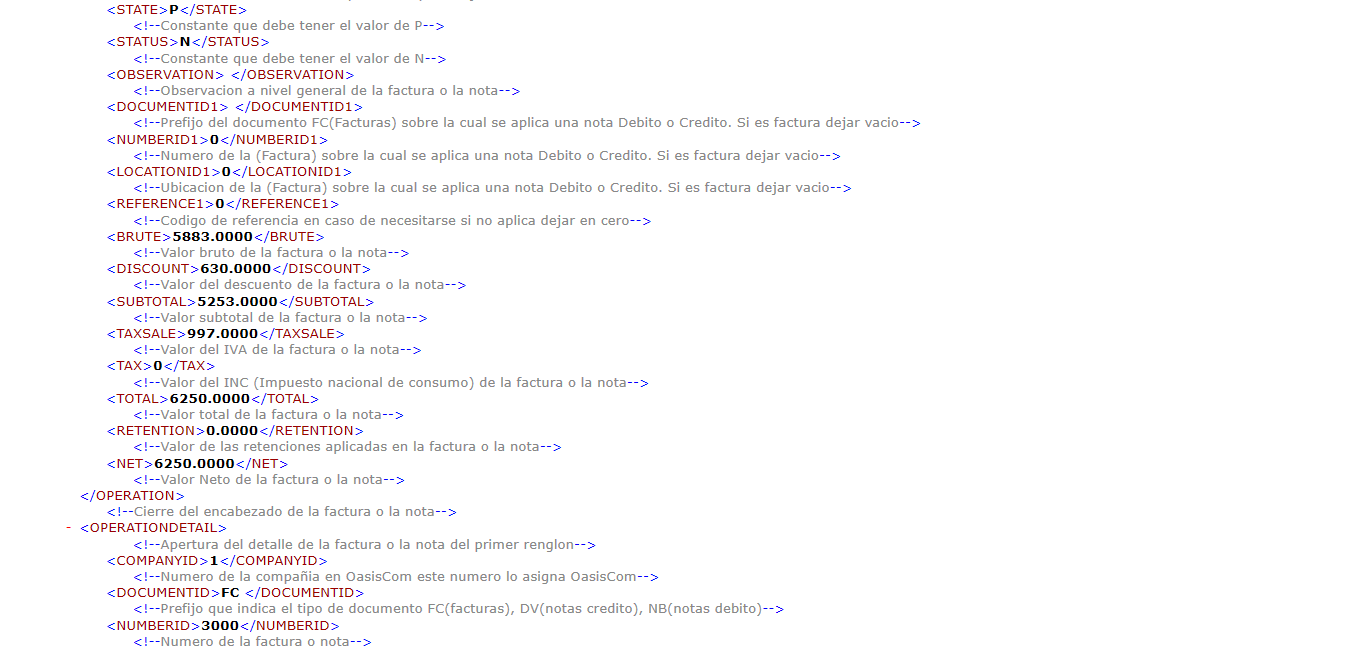 <STATE>P</STATE>
<!--Constante que debe tener el valor de P-->
<STATUS>N</STATUS>
<!--Constante que debe tener el valor de N-->
<OBSERVATION> </OBSERVATION>
<!--Observacion a nivel general de la factura o la nota-->
<DOCUMENTID1> </DOCUMENTID1>
<!--Prefijo del documento FC(Facturas) sobre la cual se aplica una nota Debito o Credito. Si es factura dejar vacio-->
<NUMBERID1>0</NUMBERID1>
<!--Numero de la (Factura) sobre la cual se aplica una nota Debito o Credito. Si es factura dejar vacio-->
<LOCATIONID1>0</LOCATIONID1>
<!--Ubicacion de la (Factura) sobre la cual se aplica una nota Debito o Credito. Si es factura dejar vacio-->
<REFERENCE1>0</REFERENCE1>
<!--Codigo de referencia en caso de necesitarse si no aplica dejar en cero-->
<BRUTE>5883.0000</BRUTE>
<!--Valor bruto de la factura o la nota-->
<DISCOUNT>630.0000</DISCOUNT>
<!--Valor del descuento de la factura o la nota-->
<SUBTOTAL>5253.0000</SUBTOTAL>
<!--Valor subtotal de la factura o la nota-->
<TAXSALE>997.0000</TAXSALE>
<!--Valor del IVA de la factura o la nota-->
<TAX>0</TAX>
<!--Valor del INC (Impuesto nacional de consumo) de la factura o la nota-->
<TOTAL>6250.0000</TOTAL>
<!--Valor total de la factura o la nota-->
<RETENTION>0.0000</RETENTION>
<!--Valor de las retenciones aplicadas en la factura o la nota-->
<NET>6250.0000</NET>
<!--Valor Neto de la factura o la nota-->
</OPERATION>
<!--Cierre del encabezado de la factura o la nota-->
- <OPERATIONDETAIL>
<!--Apertura del detalle de la factura o la nota del primer renglon-->
<COMPANYID>1</COMPANYID>
<!--Numero de la compañia en OasisCom este numero lo asigna OasisCom-->
<DOCUMENTID>FC </DOCUMENTID>
<!--Prefijo que indica el tipo de documento FC(facturas), DV(notas credito), NB(notas debito)-->
<NUMBERID>3000</NUMBERID>
<!--Numero de la factura o nota-->